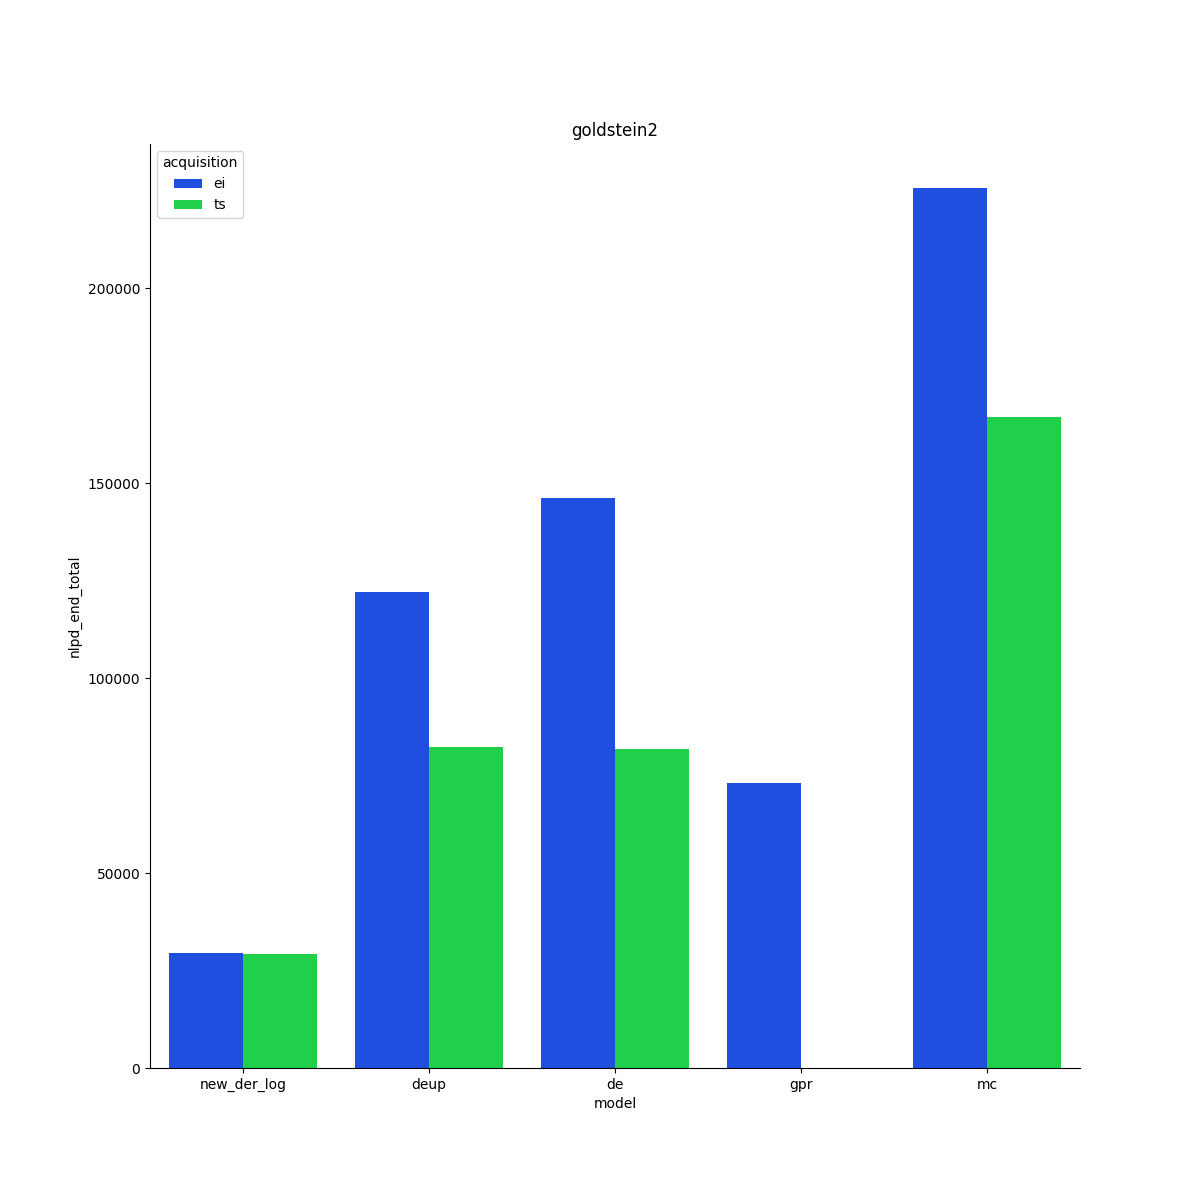 goldstein2
acquisition
ei
ts
nlpd_end_total
200000
150000
100000
50000
0
new_der_log
deup
de
gpr
mc
model